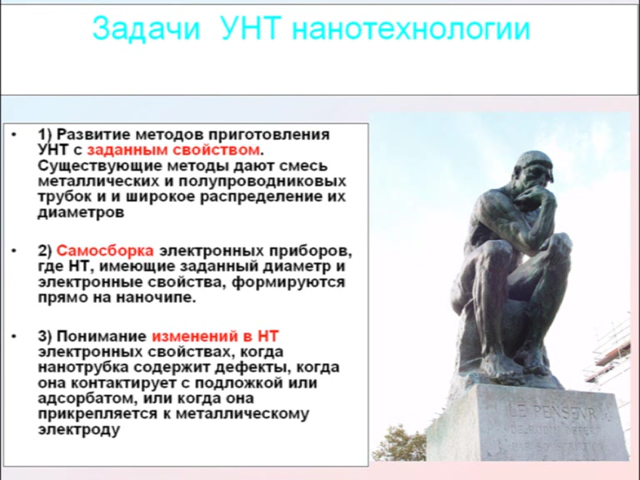 Задачи УНТ нанотехнологии
• 1) Развитие методов приготовления
УНТ с заданным свойством.
Существующие методы дают смесь
металлических и полупроводниковых
трубок и и широкое распределение их
диаметров
• 2) Самосборка электронных приборов,
где НТ, имеющие заданный диаметр и
электронные свойства, формируются
прямо на наночипе.
• 3) Понимание изменений в НТ
электронных свойствах, когда
нанотрубка содержит дефекты, когда
она контактирует с подложкой или
адсорбатом, или когда она
прикрепляется к металлическому
электроду
LE PENSEVR